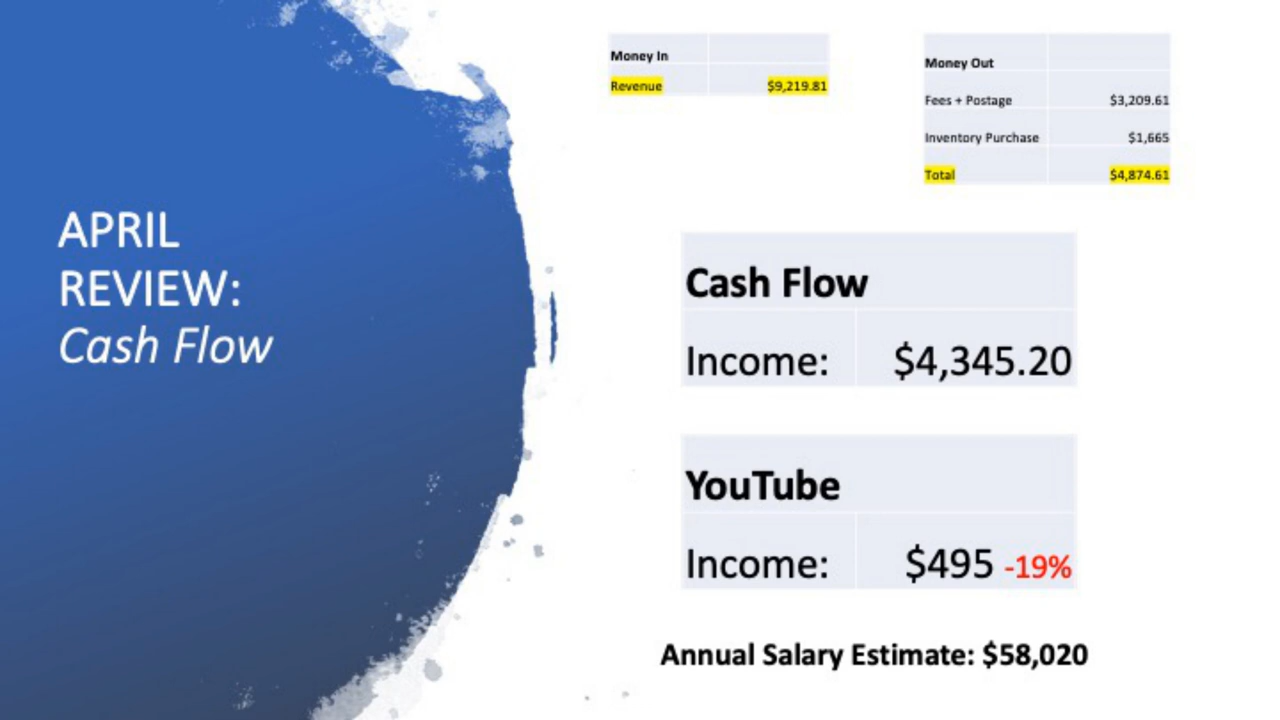 APRIL
REVIEW:
Cash Flow
Money In
Revenue $9,219.81
Money Out
Fees + Postage $3,209.61
Inventory Purchase $1,665
Total $4,874.61
Cash Flow
Income: $4,345.20
YouTube
Income: $495 -19%
Annual Salary Estimate: $58,020